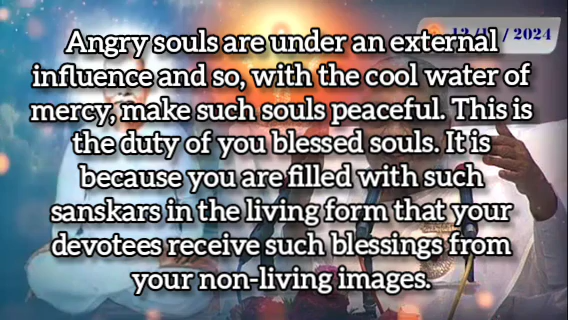 2024
Angry souls are under an external
influence and so, with the cool water of
mercy, make such souls peaceful. This is
the duty of you blessed souls. It is
because you are filled with such
sanskars in the living form that your
devotees receive such blessings from
your non-living images.